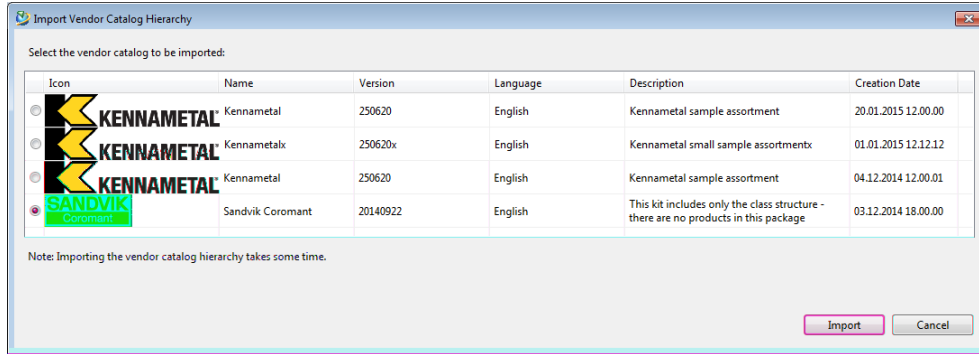 Import Vendor Catalog Hierarchy
Select the vendor catalog to be imported:
Icon Name Version Language Description Creation Date
KENNAMETAL® Kennametal 250620 English Kennametal sample assortment 20.01.2015 12.00.00
KENNAMETAL Kennametalx 250620x English Kennametal small sample assortmentx 01.01.2015 12.12.12
KENNAMETAL® Kennametal 250620 English Kennametal sample assortment 04.12.2014 12.00.01
SANDVIK
Coromant
Sandvik Coromant 20140922 English This kit includes only the class structure - 03.12.2014 18.00.00
there are no products in this package
Note: Importing the vendor catalog hierarchy takes some time.
Import Cancel